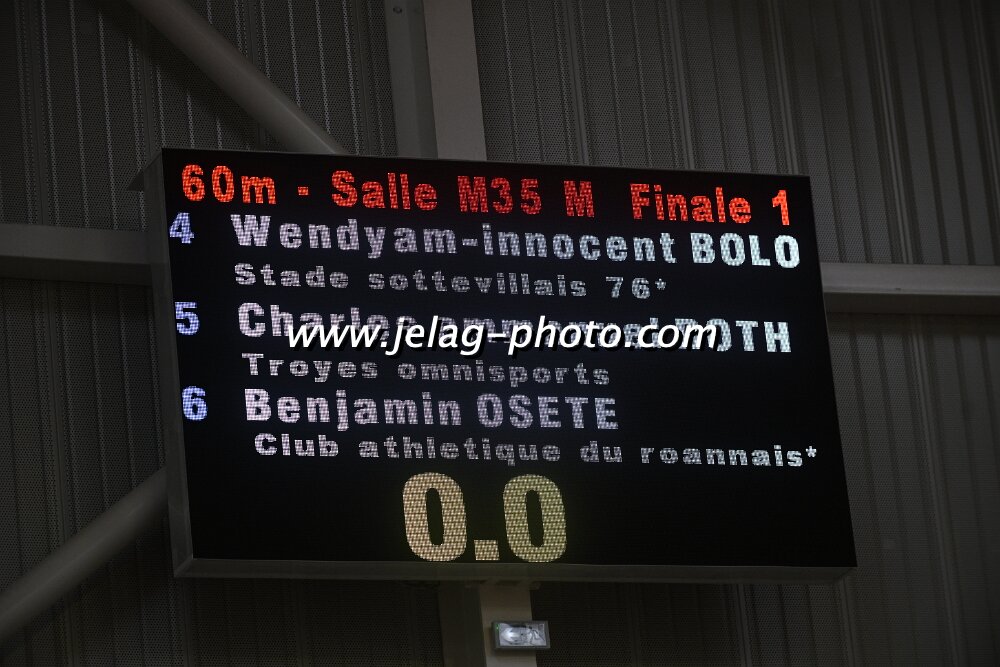 60m - Salle M35 M Finale 1
4 Wendyam-innocent BOLO
Stade sottevillais 76*
5
www.jelag-photo.com
Troyes omnisports
6 Benjamin OSETE
Club athletique du roannais*
0.0